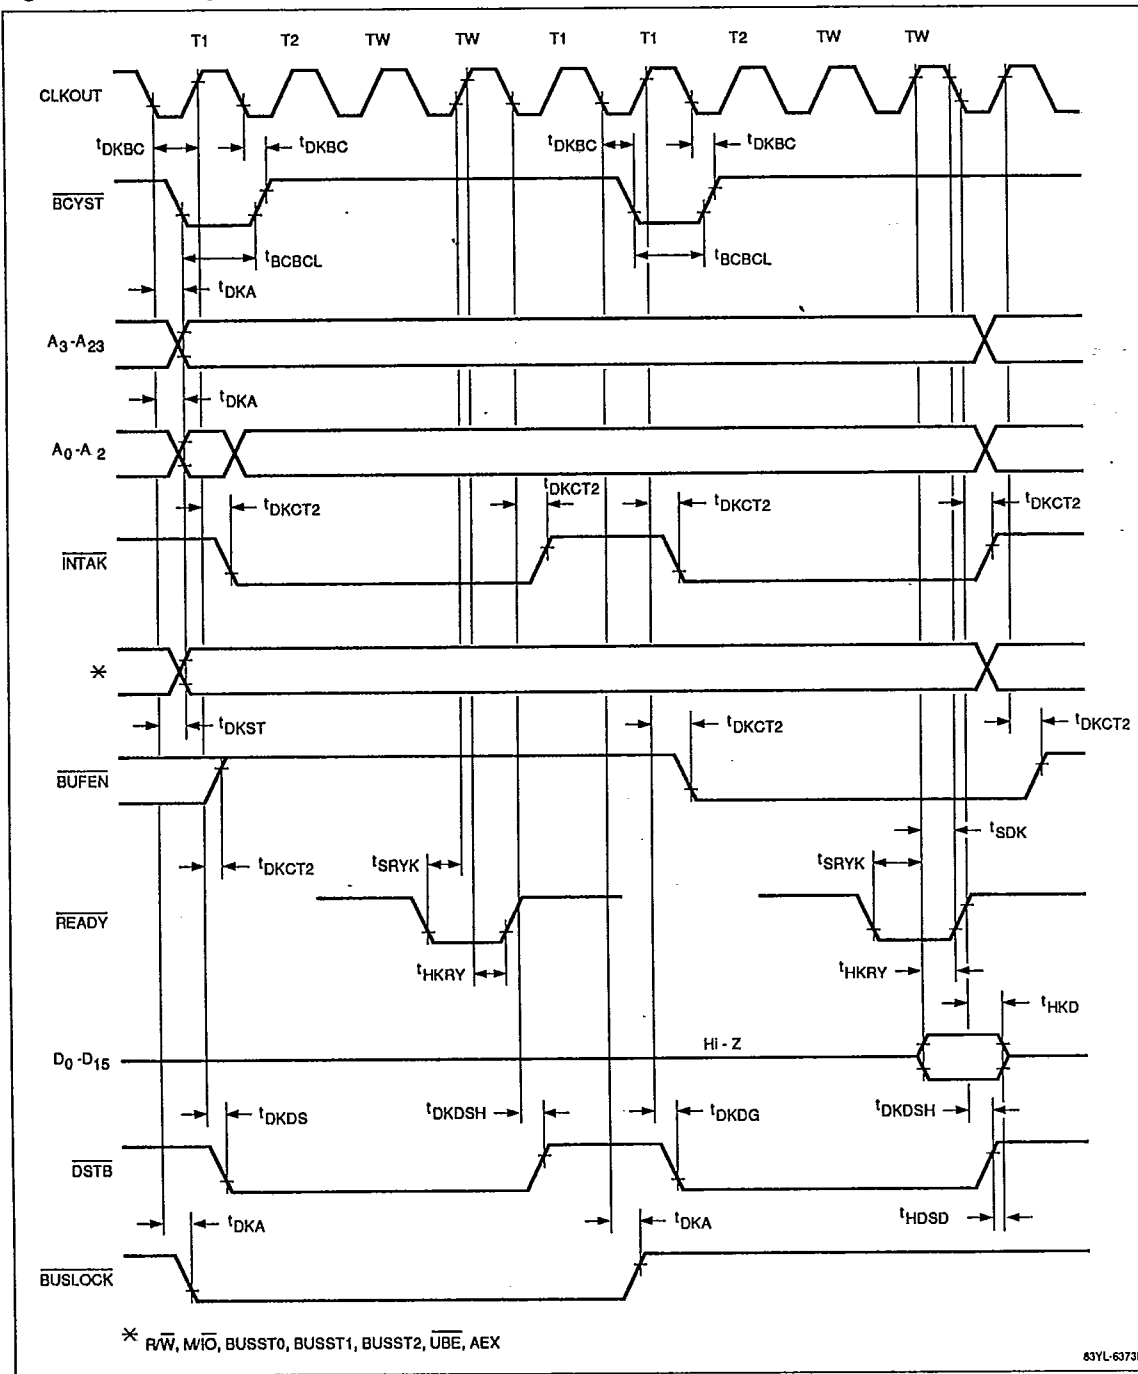 T1 T2 TW TW T1 T1 T2 TW TW
CLKOUT
tDKBC tDKBC tDKBC tDKBC
BCYST
tBCBCL tBCBCL
tDKA
A3-A23
tDKA
A0-A2
tDKCT2 tDKCT2 tDKCT2 tDKCT2
INTAK
*
tDKST tDKCT2 tDKCT2
BUFEN
tDKCT2 tSRYK tSRYK tSDK
READY
tHKRY tHKRY
tHKD
D0-D15 Hi - Z
tDKDS tDKDSH tDKDG tDKDSH
DSTB
tDKA tDKA tHDSD
BUSLOCK
* R/W, M/IO, BUSST0, BUSST1, BUSST2, UBE, AEX